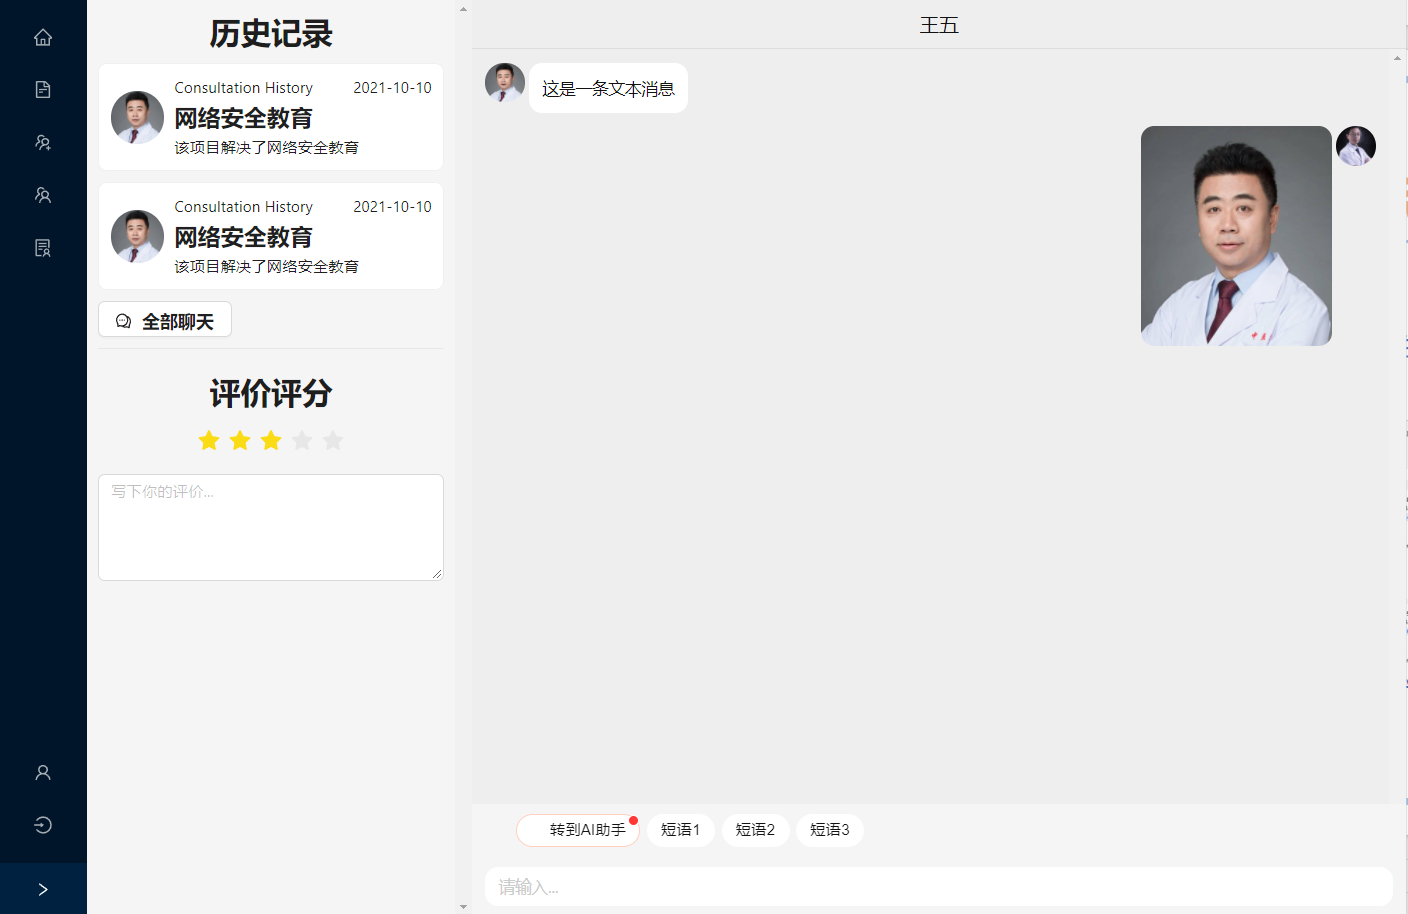 历史记录
Consultation History 2021-10-10
网络安全教育
该项目解决了网络安全教育
Consultation History 2021-10-10
网络安全教育
该项目解决了网络安全教育
全部聊天
评价评分
写下你的评价...
王五
这是一条文本消息
转到AI助手 短语1 短语2 短语3
请输入...